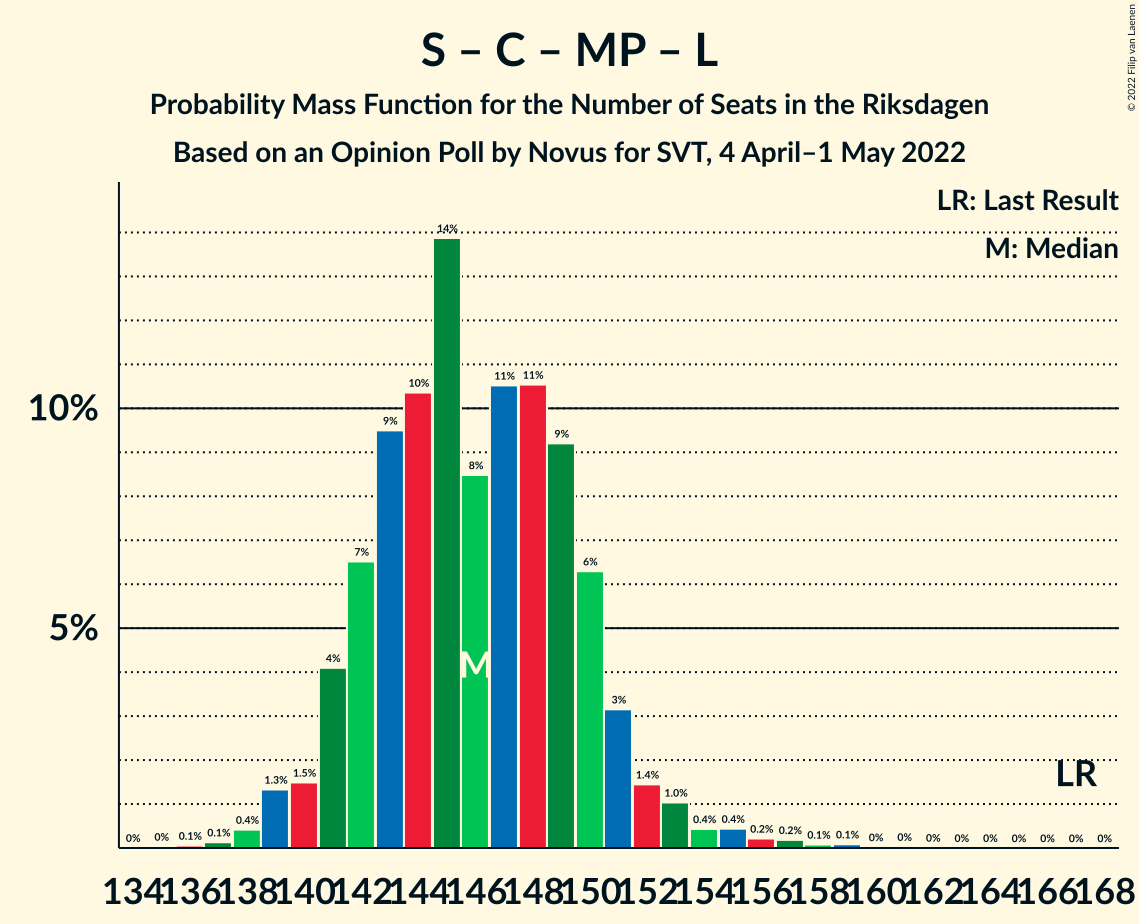 S – C – MP – L
Probability Mass Function for the Number of Seats in the Riksdagen
Based on an Opinion Poll by Novus for SVT, 4 April–1 May 2022
© 2022 Filip van Laenen
LR: Last Result
M: Median
10%
5%
0% 0% 0.1% 0.1% 0.4% 1.3% 1.5% 4% 7% 9% 10% 14% 8% 11% 11% 9% 6% 3% 1.4% 1.0% 0.4% 0.4% 0.2% 0.2% 0.1% 0.1% 0% 0% 0% 0% 0% 0% 0% 0% 0%
M
LR
134 136 138 140 142 144 146 148 150 152 154 156 158 160 162 164 166 168